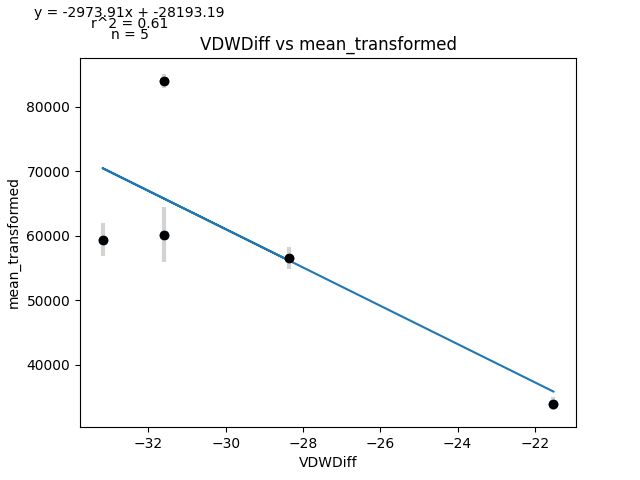 y = -2973.91x + -28193.19
r^2 = 0.61
n = 5
VDWDiff vs mean_transformed
80000
70000
60000
50000
40000
mean_transformed
−32 −30 −28 −26 −24 −22
VDWDiff